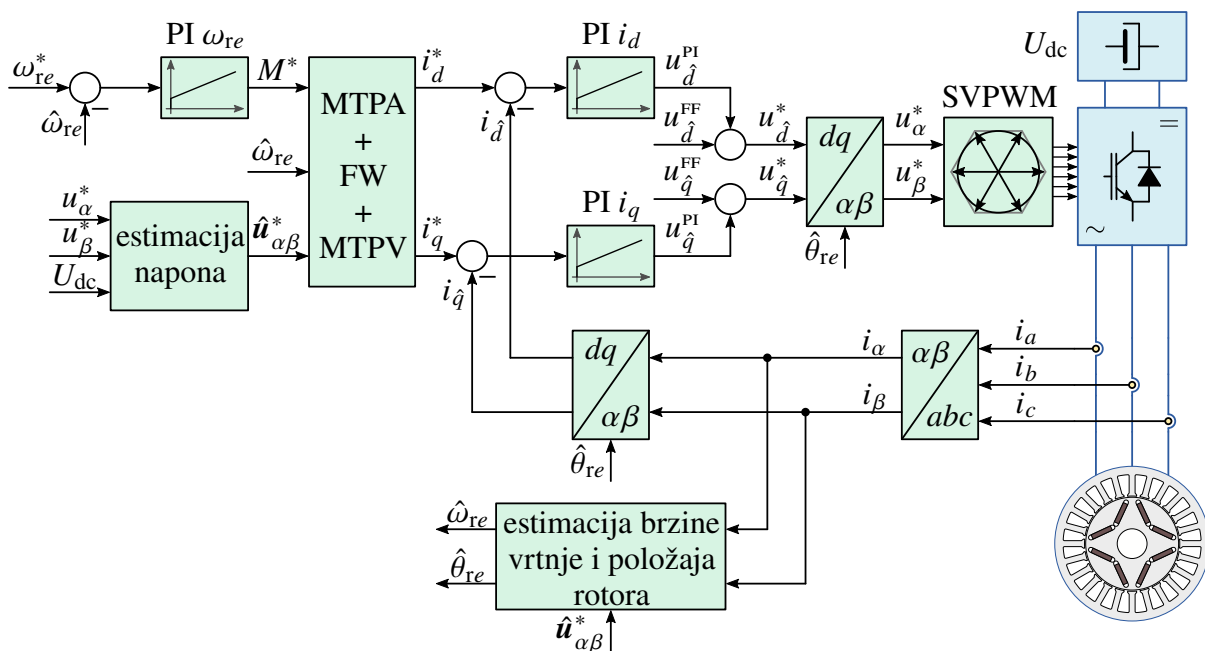 PI ω_re
ω*_re
ω̂_re
M*
MTPA
+
FW
+
MTPV
ω̂_re
u*_α
u*_β
U_dc
estimacija
napona
û*_αβ
i*_d
i*_q
i_d̂
i_q̂
PI i_d
PI i_q
u^PI_d̂
u^FF_d̂
u^FF_q̂
u^PI_q̂
u*_d̂
u*_q̂
dq
αβ
θ̂_re
u*_α
u*_β
SVPWM
U_dc
=
~
i_a
i_b
i_c
αβ
abc
i_α
i_β
dq
αβ
θ̂_re
ω̂_re
θ̂_re
estimacija brzine
vrtnje i položaja
rotora
û*_αβ